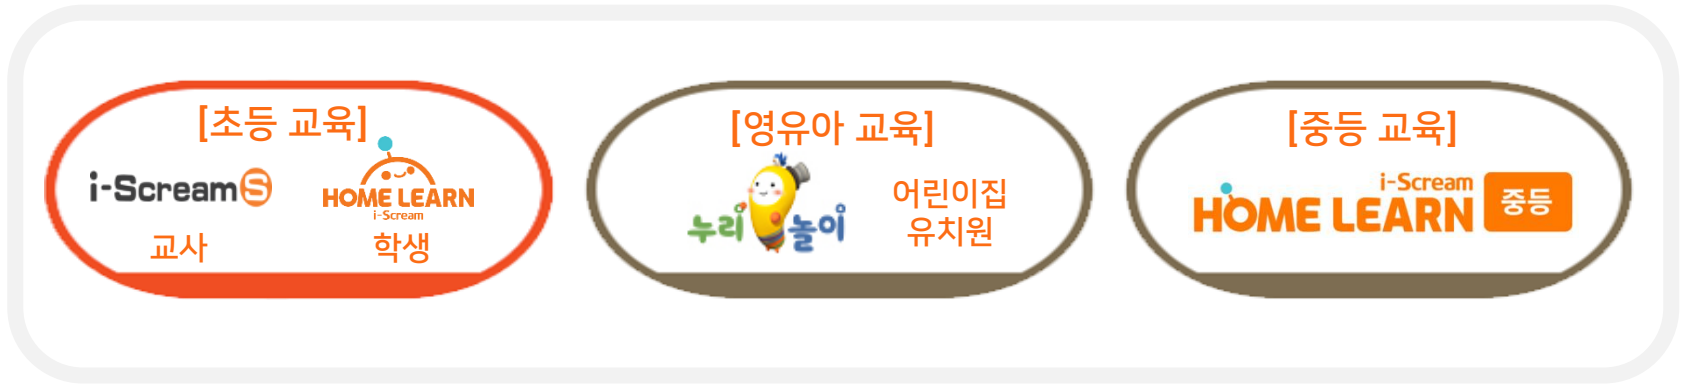 [초등 교육]
i-Scream S
HOME LEARN
i-Scream
교사
학생
[영유아 교육]
누리 놀이
어린이집
유치원
[중등 교육]
i-Scream
HOME LEARN 중등